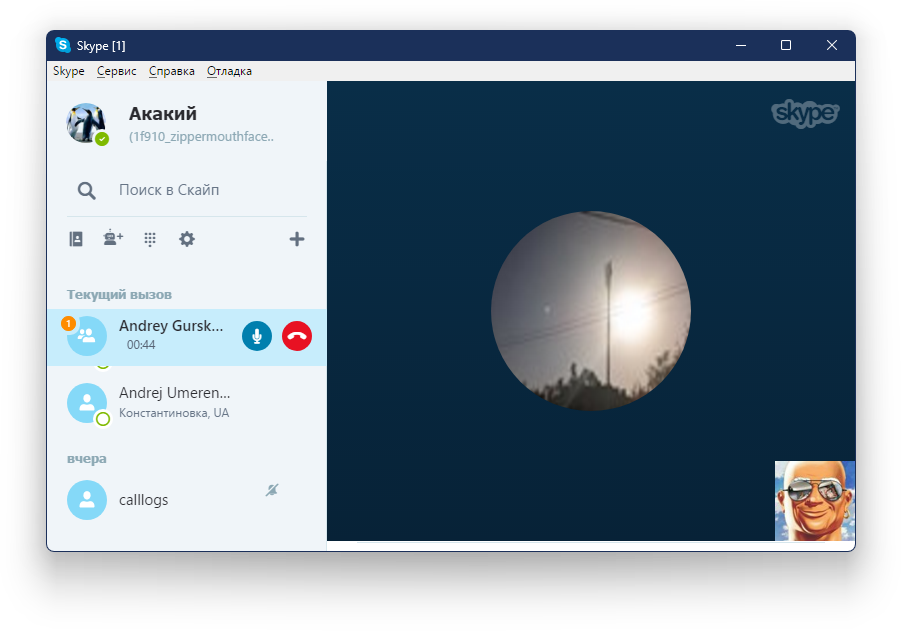 Skype [1]
Skype Сервис Справка Отладка
Акакий
(1f910_zippermouthface..
skype
Поиск в Скайп
Текущий вызов
1
Andrey Gursk...
00:44
Andrej Umeren...
Константиновка, UA
вчера
calllogs